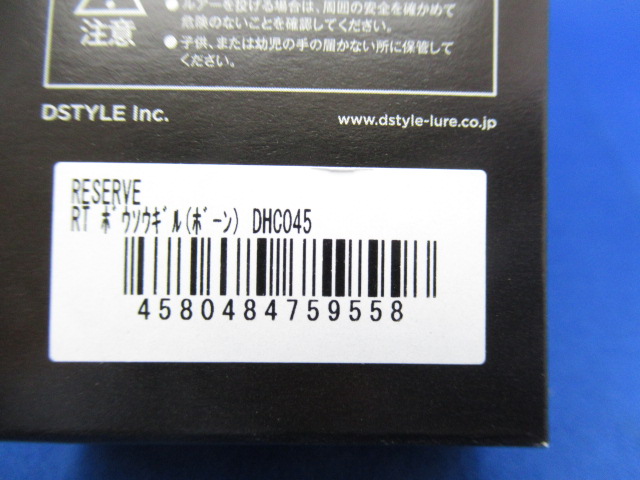 ●ルアーを投げる場合は、周囲の安全を確かめて
危険のないことを確認してください。
●子供、または幼児の手の届かない所に保管して
ください。
注意
DSTYLE Inc.
www.dstyle-lure.co.jp
RESERVE
RT ﾎﾞｳｿｳｷﾞﾙ(ﾎﾞｰﾝ) DHC045
4580484759558